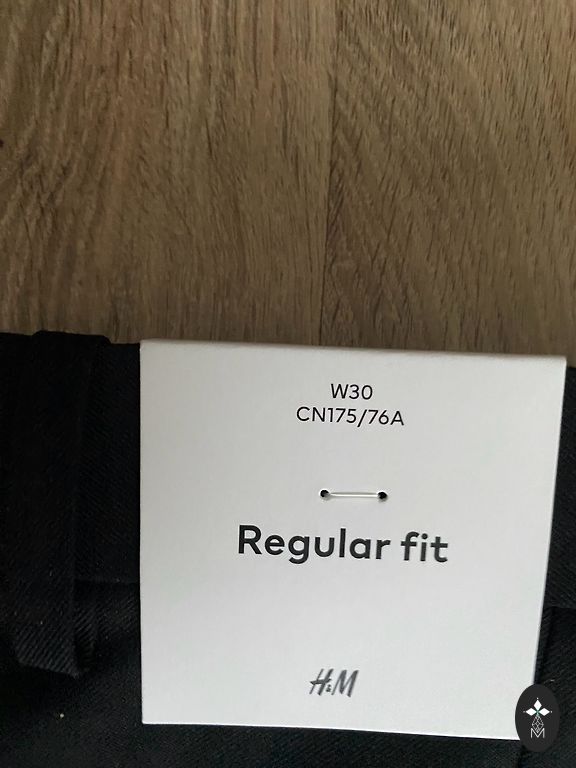 W30
CN175/76A
Regular fit
H&M
M